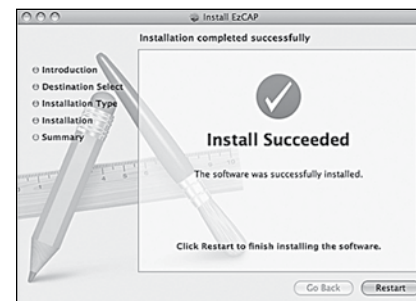 Install EzCAP
Installation completed successfully
Introduction
Destination Select
Installation Type
Installation
Summary
Install Succeeded
The software was successfully installed.
Click Restart to finish installing the software.
Go Back
Restart